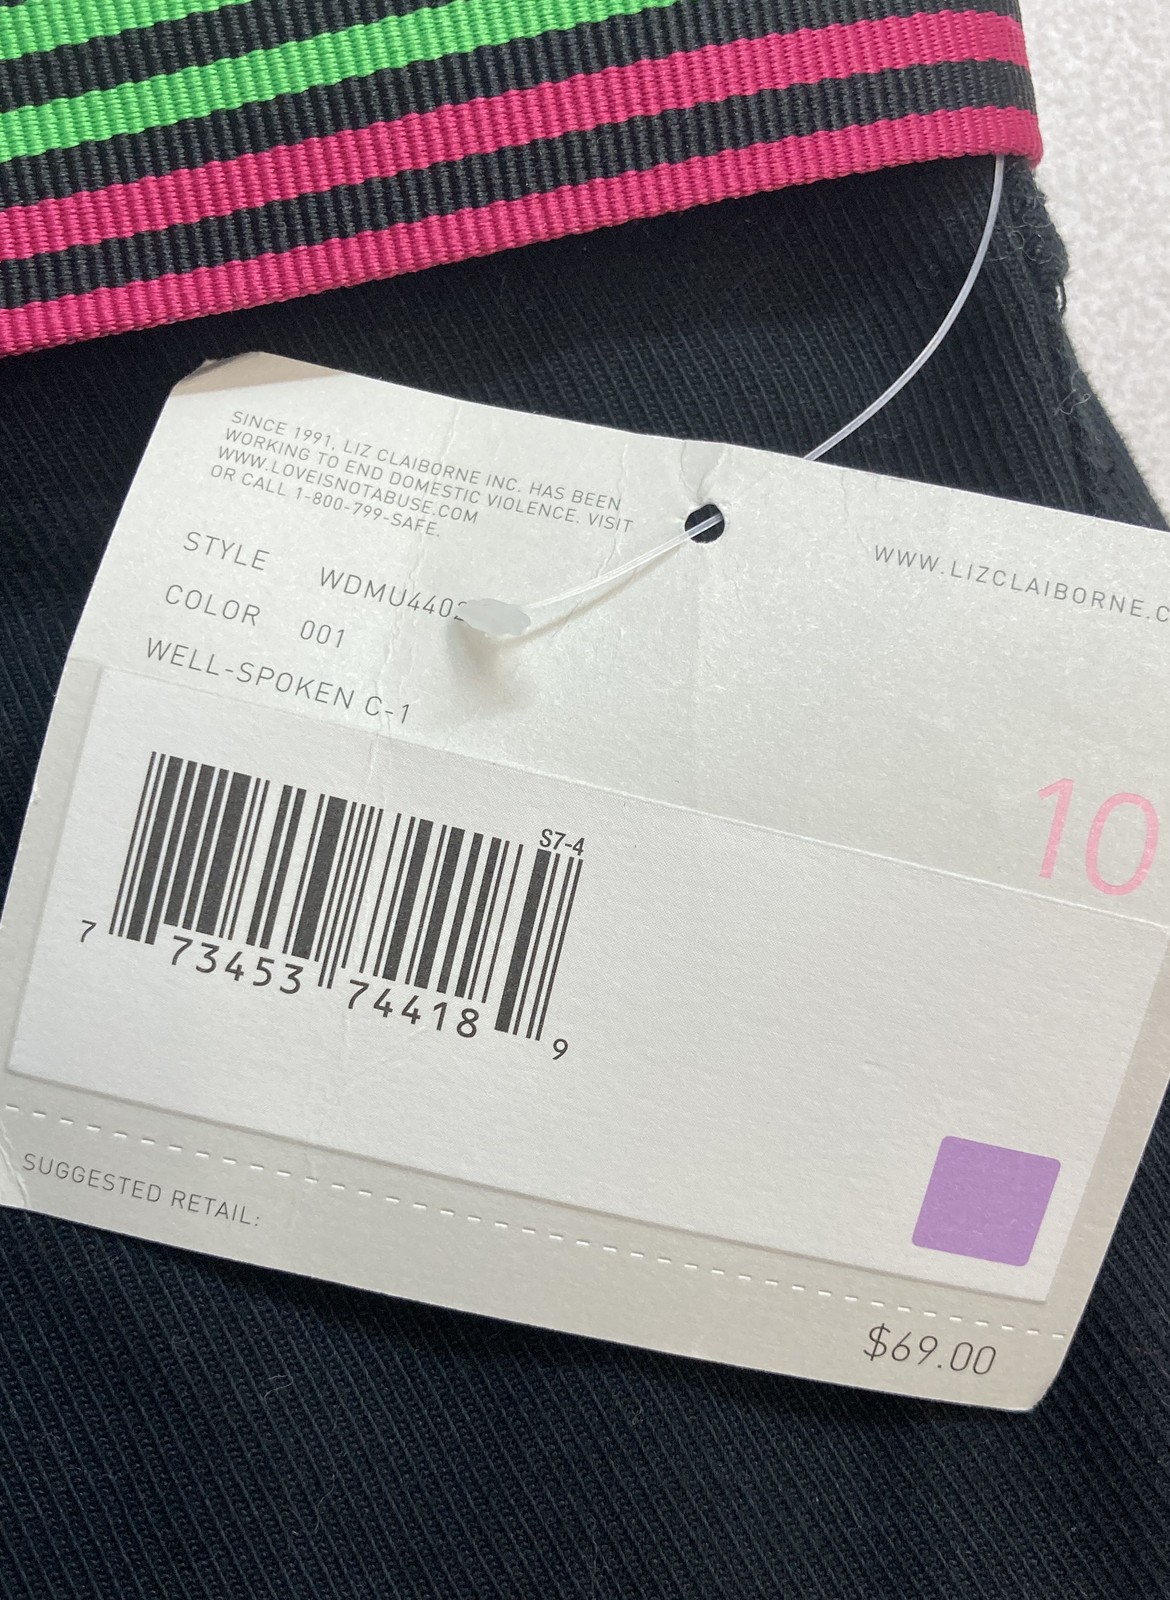 SINCE 1991, LIZ CLAIBORNE INC. HAS BEEN
WORKING TO END DOMESTIC VIOLENCE. VISIT
WWW.LOVEISNOTABUSE.COM
OR CALL 1-800-799-SAFE.
WWW.LIZCLAIBORNE.C
STYLE WDMU4402
COLOR 001
WELL-SPOKEN C-1
10
S7-4
7 73453 74418 9
SUGGESTED RETAIL:
$69.00